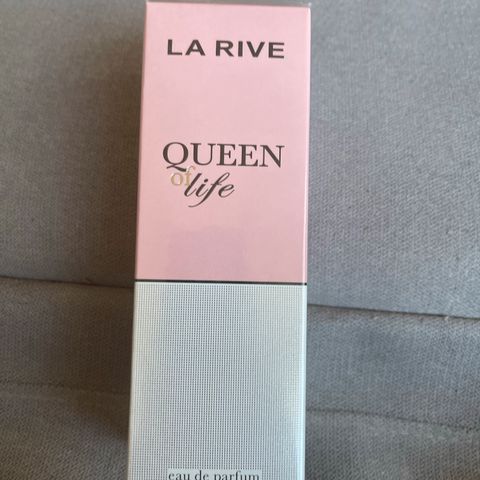 LA RIVE
QUEEN
of life
eau de parfum